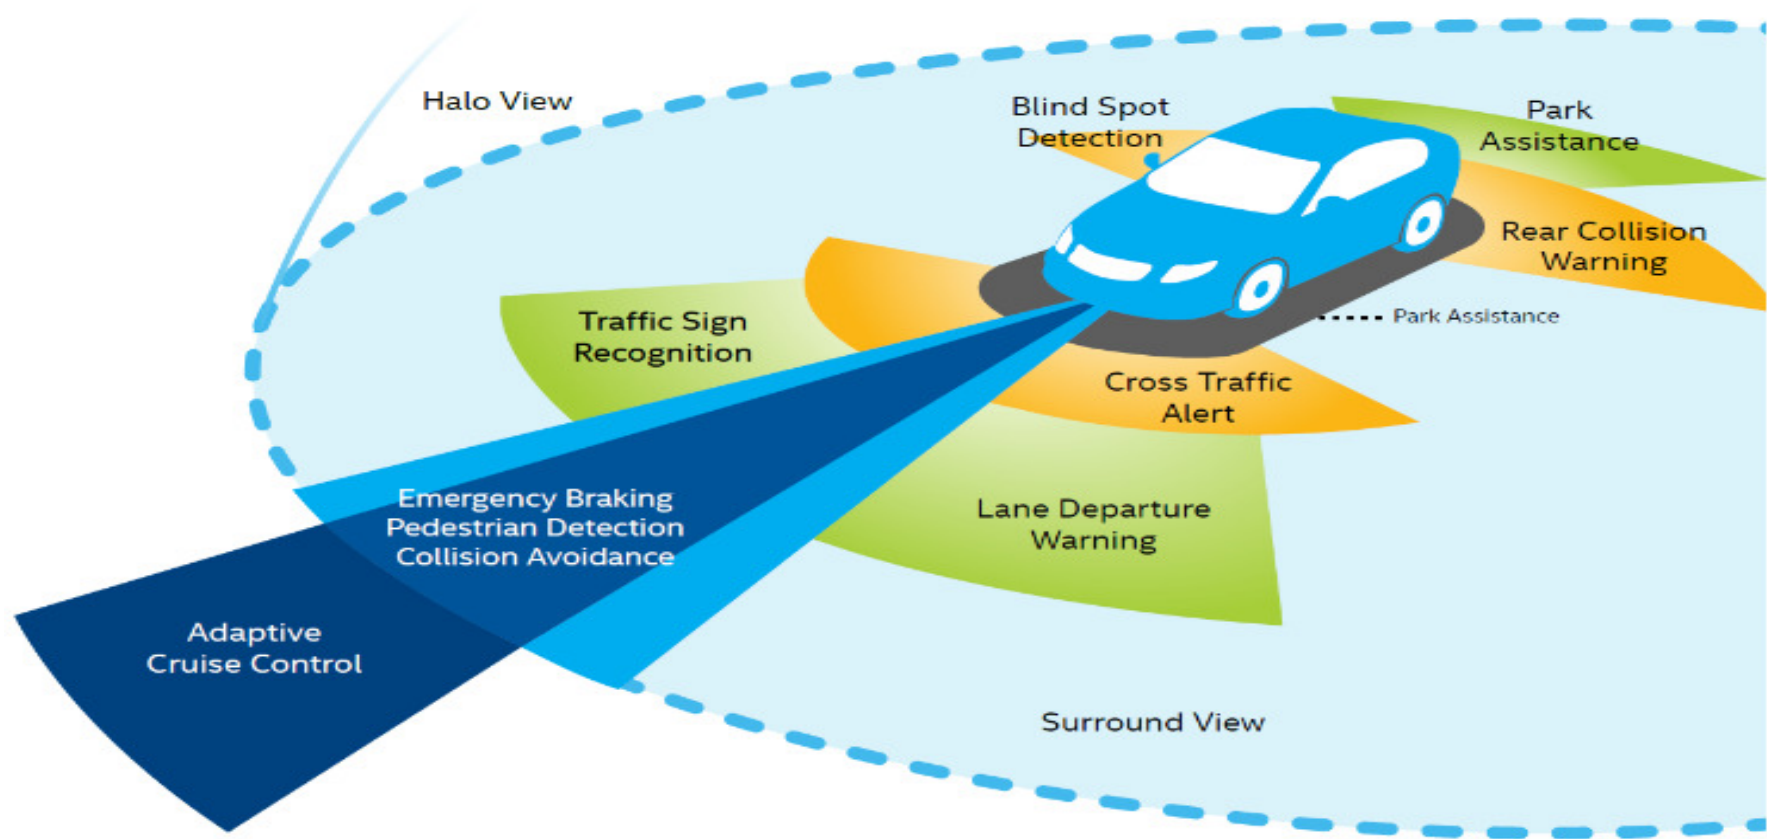 Halo View
Blind Spot
Detection
Park
Assistance
Rear Collision
Warning
Park Assistance
Traffic Sign
Recognition
Cross Traffic
Alert
Emergency Braking
Pedestrian Detection
Collision Avoidance
Lane Departure
Warning
Adaptive
Cruise Control
Surround View